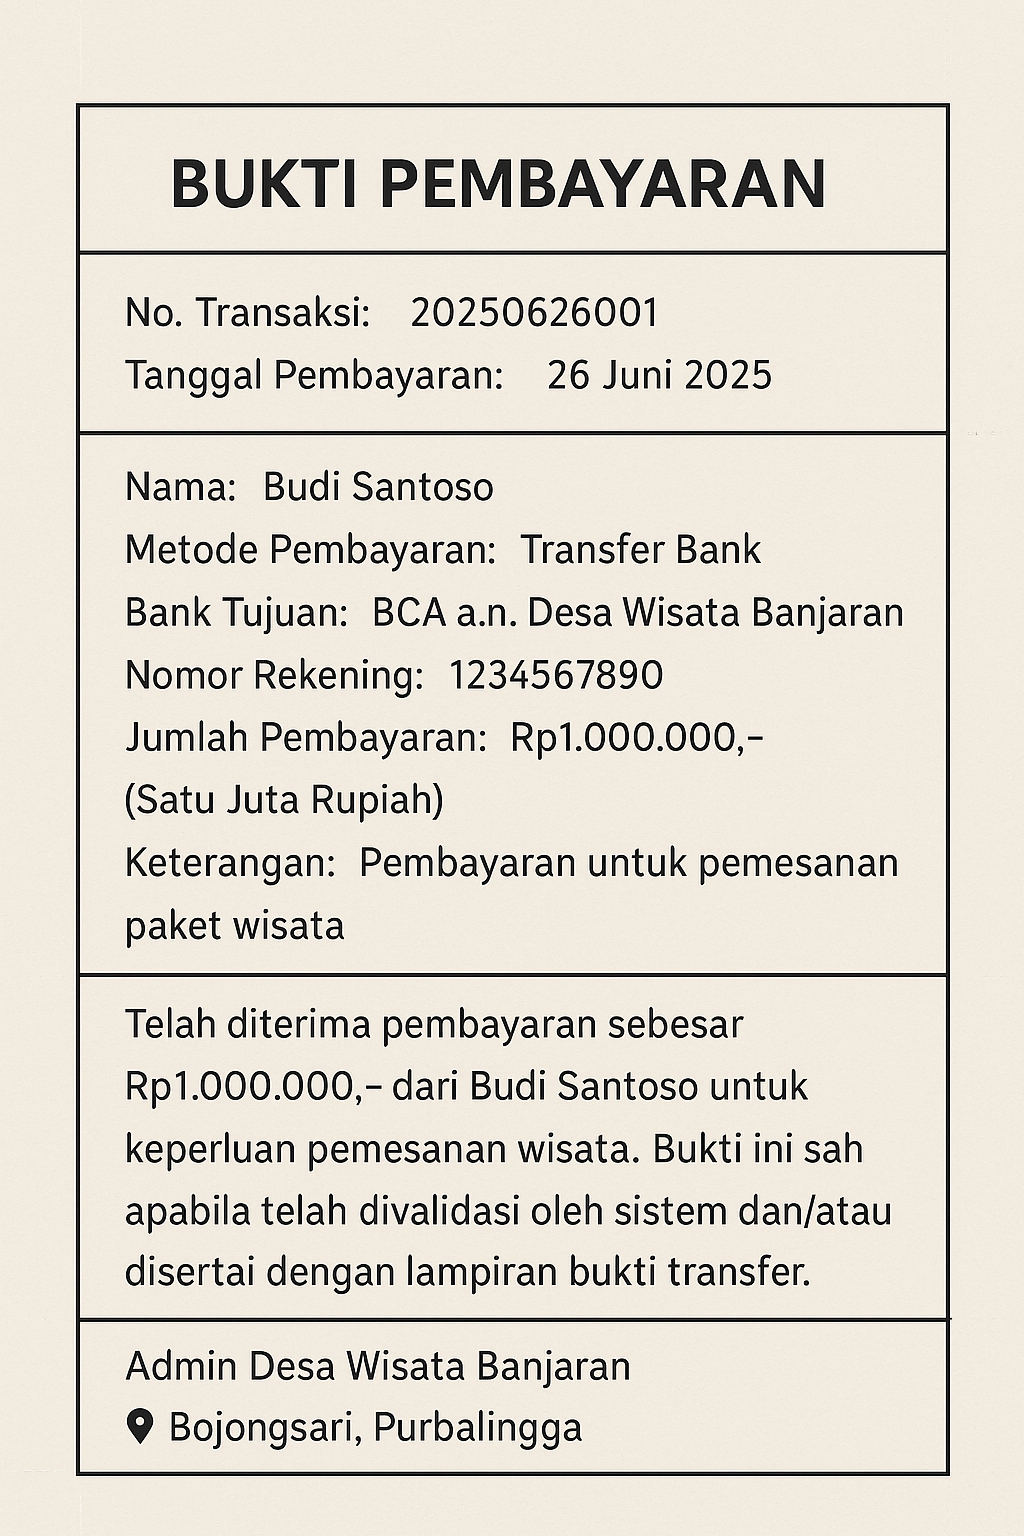 BUKTI PEMBAYARAN
No. Transaksi: 20250626001
Tanggal Pembayaran: 26 Juni 2025
Nama: Budi Santoso
Metode Pembayaran: Transfer Bank
Bank Tujuan: BCA a.n. Desa Wisata Banjaran
Nomor Rekening: 1234567890
Jumlah Pembayaran: Rp1.000.000,–
(Satu Juta Rupiah)
Keterangan: Pembayaran untuk pemesanan
paket wisata
Telah diterima pembayaran sebesar
Rp1.000.000,– dari Budi Santoso untuk
keperluan pemesanan wisata. Bukti ini sah
apabila telah divalidasi oleh sistem dan/atau
disertai dengan lampiran bukti transfer.
Admin Desa Wisata Banjaran
Bojongsari, Purbalingga